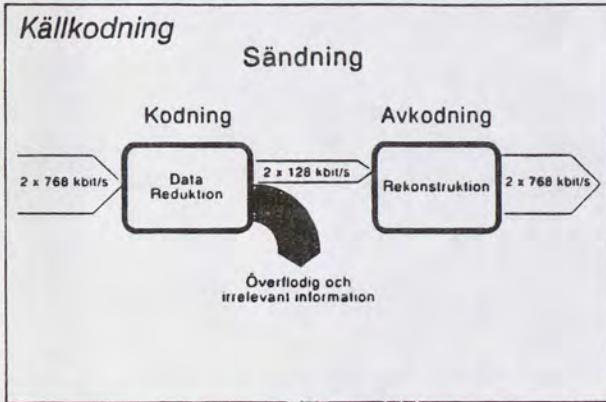 Källkodning
Sändning
Kodning
Avkodning
2 x 768 kbit/s
Data
Reduktion
2 x 128 kbit/s
Rekonstruktion
2 x 768 kbit/s
Överflodig och
irrelevant information